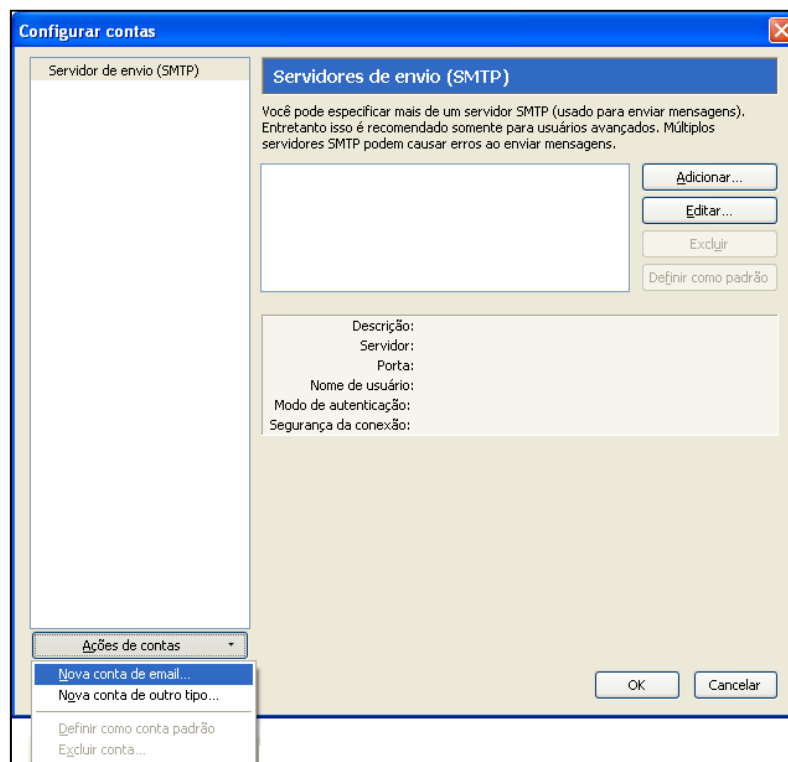 Configurar contas
Servidor de envio (SMTP)
Servidores de envio (SMTP)
Você pode especificar mais de um servidor SMTP (usado para enviar mensagens).
Entretanto isso é recomendado somente para usuários avançados. Múltiplos
servidores SMTP podem causar erros ao enviar mensagens.
Adicionar...
Editar...
Excluir
Definir como padrão
Descrição:
Servidor:
Porta:
Nome de usuário:
Modo de autenticação:
Segurança da conexão:
Ações de contas
Nova conta de email...
Nova conta de outro tipo...
Definir como conta padrão
Excluir conta...
OK
Cancelar